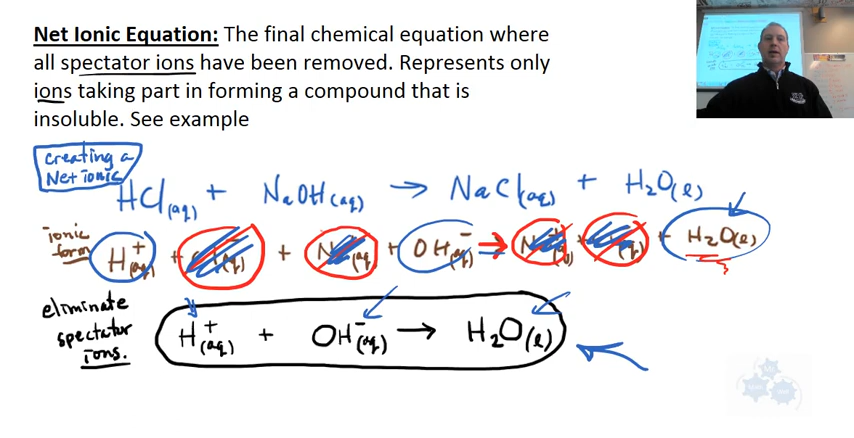 Net Ionic Equation: The final chemical equation where
all spectator ions have been removed. Represents only
ions taking part in forming a compound that is
insoluble. See example
creating a
Net ionic
HCl(aq) + NaOH(aq) → NaCl(aq) + H₂O(l)
ionic
form
H⁺(aq) + + + OH⁻(aq) → + + H₂O(l)
eliminate
spectator
ions.
H⁺(aq) + OH⁻(aq) → H₂O(l)